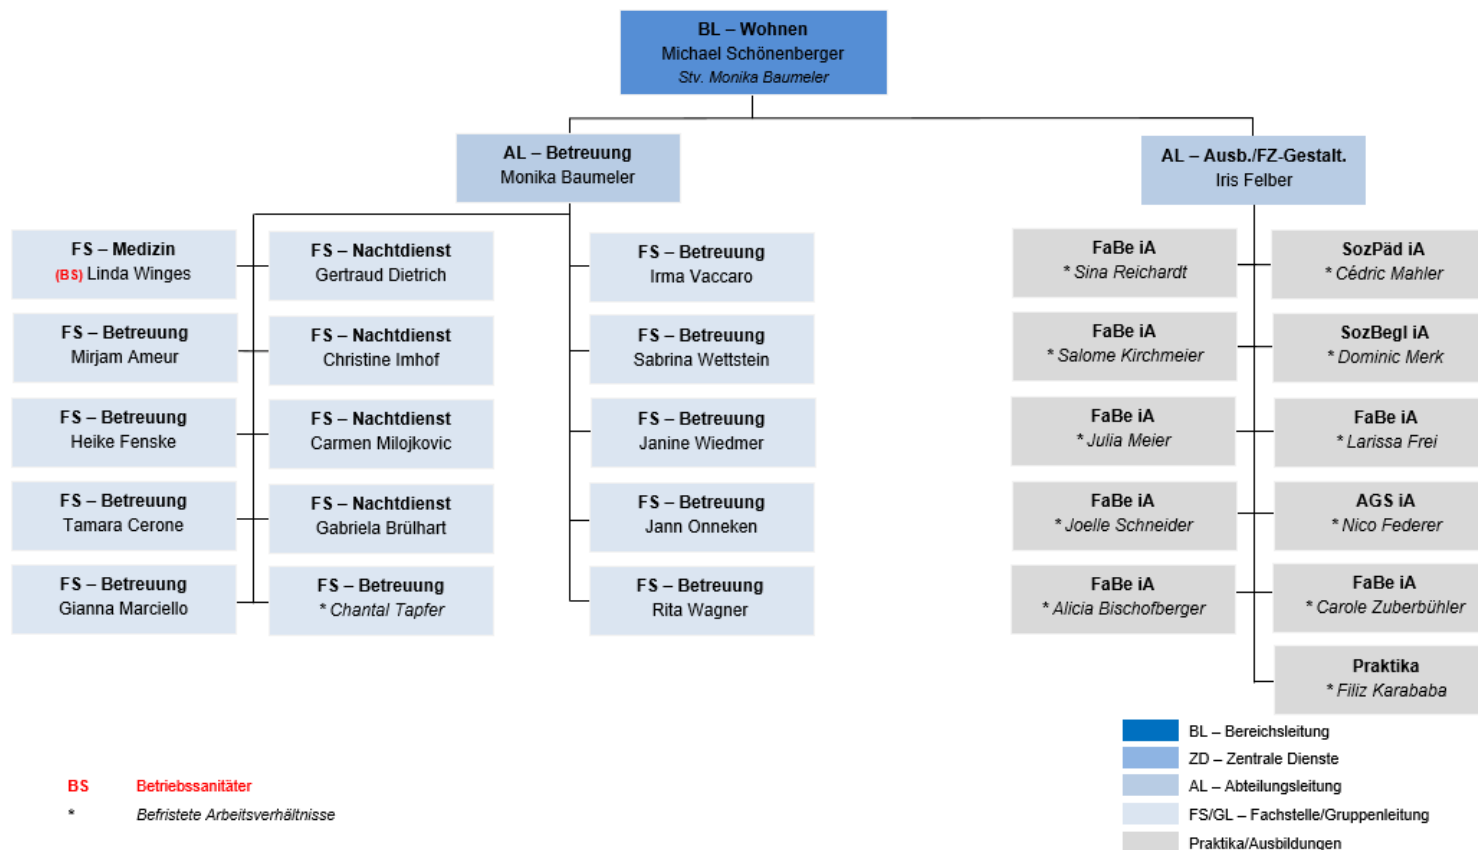 BL – Wohnen
Michael Schönenberger
Stv. Monika Baumeler
AL – Betreuung
Monika Baumeler
AL – Ausb./FZ-Gestalt.
Iris Felber
FS – Medizin
(BS) Linda Winges
FS – Betreuung
Mirjam Ameur
FS – Betreuung
Heike Fenske
FS – Betreuung
Tamara Cerone
FS – Betreuung
Gianna Marciello
FS – Nachtdienst
Gertraud Dietrich
FS – Nachtdienst
Christine Imhof
FS – Nachtdienst
Carmen Milojkovic
FS – Nachtdienst
Gabriela Brülhart
FS – Betreuung
* Chantal Tapfer
FS – Betreuung
Irma Vaccaro
FS – Betreuung
Sabrina Wettstein
FS – Betreuung
Janine Wiedmer
FS – Betreuung
Jann Onneken
FS – Betreuung
Rita Wagner
FaBe iA
* Sina Reichardt
FaBe iA
* Salome Kirchmeier
FaBe iA
* Julia Meier
FaBe iA
* Joelle Schneider
FaBe iA
* Alicia Bischofberger
SozPäd iA
* Cédric Mahler
SozBegl iA
* Dominic Merk
FaBe iA
* Larissa Frei
AGS iA
* Nico Federer
FaBe iA
* Carole Zuberbühler
Praktika
* Filiz Karababa
BS Betriebssanitäter
* Befristete Arbeitsverhältnisse
BL – Bereichsleitung
ZD – Zentrale Dienste
AL – Abteilungsleitung
FS/GL – Fachstelle/Gruppenleitung
Praktika/Ausbildungen